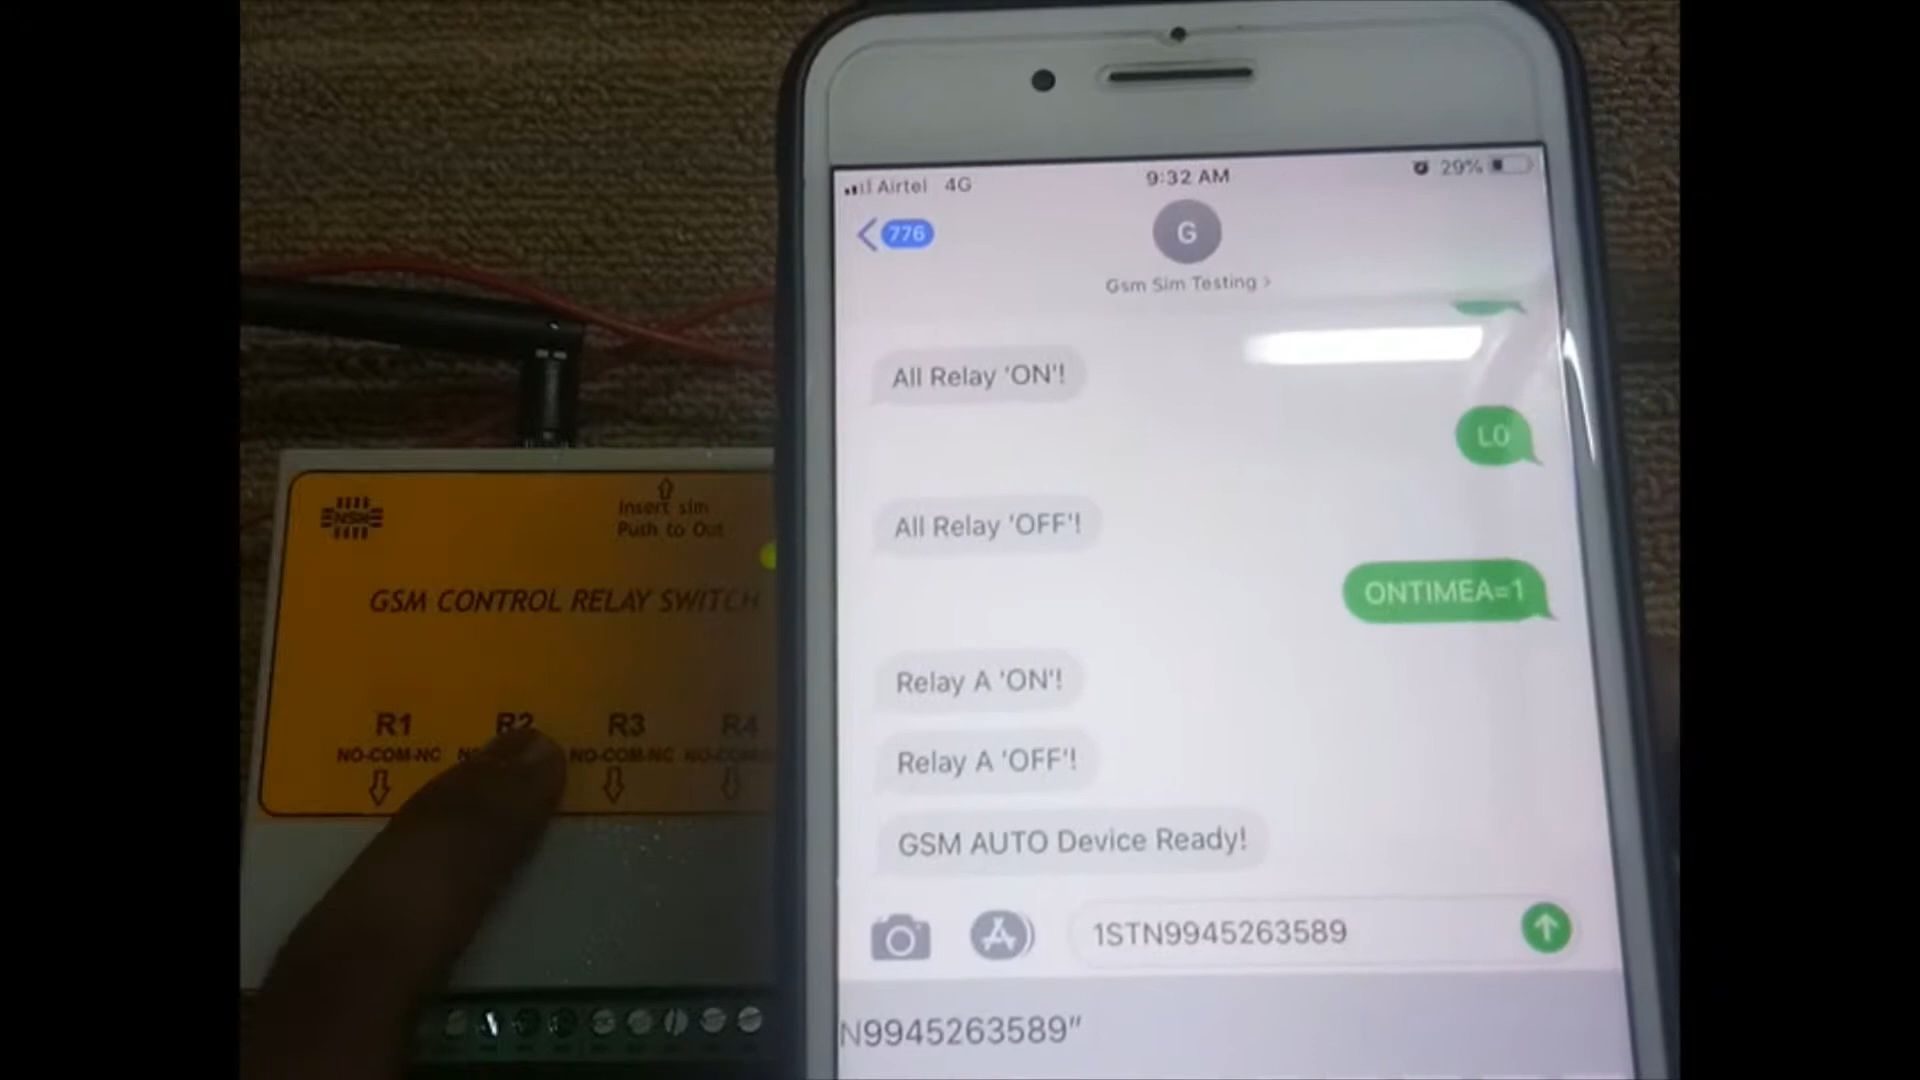 Airtel 4G
9:32 AM
29%
776
G
Gsm Sim Testing >
All Relay 'ON'!
L0
All Relay 'OFF'!
ONTIMEA=1
Relay A 'ON'!
Relay A 'OFF'!
GSM AUTO Device Ready!
1STN9945263589
N9945263589"
Insert sim
Push to Out
GSM CONTROL RELAY SWITCH
R1 R2 R3 R4
NO-COM-NC NO-COM-NC